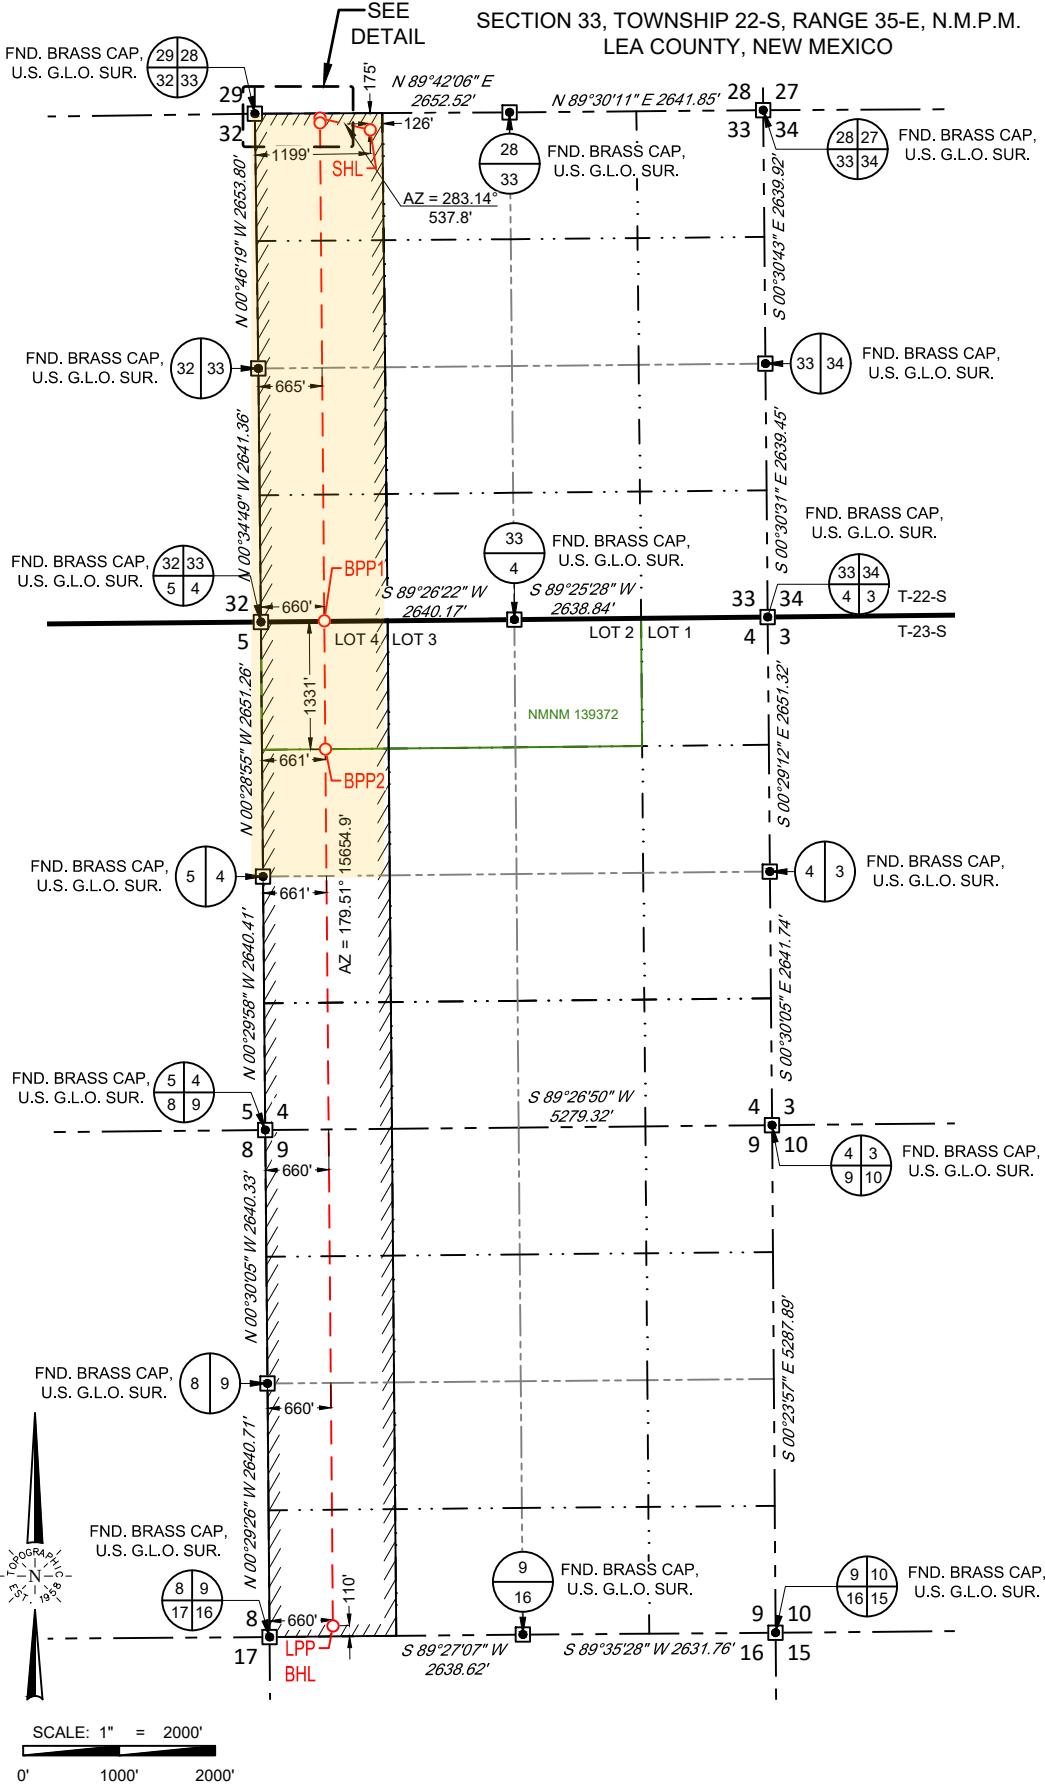 SEE
DETAIL
SECTION 33, TOWNSHIP 22-S, RANGE 35-E, N.M.P.M.
LEA COUNTY, NEW MEXICO
FND. BRASS CAP,
U.S. G.L.O. SUR.
29 28
32 33
29
32
175'
N 89°42'06" E
2652.52'
N 89°30'11" E 2641.85'
28 27
33 34
126'
1199'
SHL
AZ = 283.14°
537.8'
28
33
FND. BRASS CAP,
U.S. G.L.O. SUR.
28 27
33 34
FND. BRASS CAP,
U.S. G.L.O. SUR.
N 00°46'19" W 2653.80'
S 00°30'43" E 2639.92'
FND. BRASS CAP,
U.S. G.L.O. SUR.
32 33
665'
33 34
FND. BRASS CAP,
U.S. G.L.O. SUR.
N 00°34'49" W 2641.36'
S 00°30'31" E 2639.45'
FND. BRASS CAP,
U.S. G.L.O. SUR.
32 33
5 4
BPP1
660'
S 89°26'22" W
2640.17'
33
4
FND. BRASS CAP,
U.S. G.L.O. SUR.
S 89°25'28" W
2638.84'
FND. BRASS CAP,
U.S. G.L.O. SUR.
33 34
4 3
32
5
33 34
4 3
T-22-S
T-23-S
LOT 4
LOT 3
LOT 2
LOT 1
1331'
NMNM 139372
N 00°28'55" W 2651.26'
S 00°29'12" E 2651.32'
661'
BPP2
AZ = 179.51° 15654.9'
FND. BRASS CAP,
U.S. G.L.O. SUR.
5 4
661'
4 3
FND. BRASS CAP,
U.S. G.L.O. SUR.
N 00°29'58" W 2640.41'
S 00°30'05" E 2641.74'
FND. BRASS CAP,
U.S. G.L.O. SUR.
5 4
8 9
5 4
8 9
S 89°26'50" W
5279.32'
4 3
9 10
4 3
9 10
FND. BRASS CAP,
U.S. G.L.O. SUR.
660'
N 00°30'05" W 2640.33'
S 00°23'57" E 5287.89'
FND. BRASS CAP,
U.S. G.L.O. SUR.
8 9
660'
N 00°29'26" W 2640.71'
FND. BRASS CAP,
U.S. G.L.O. SUR.
8 9
17 16
8
17
660'
110'
LPP
BHL
9
16
FND. BRASS CAP,
U.S. G.L.O. SUR.
S 89°27'07" W
2638.62'
S 89°35'28" W 2631.76'
9 10
16 15
9 10
16 15
FND. BRASS CAP,
U.S. G.L.O. SUR.
TOPOGRAPHIC
N
EST. 1958
SCALE: 1" = 2000'
0' 1000' 2000'